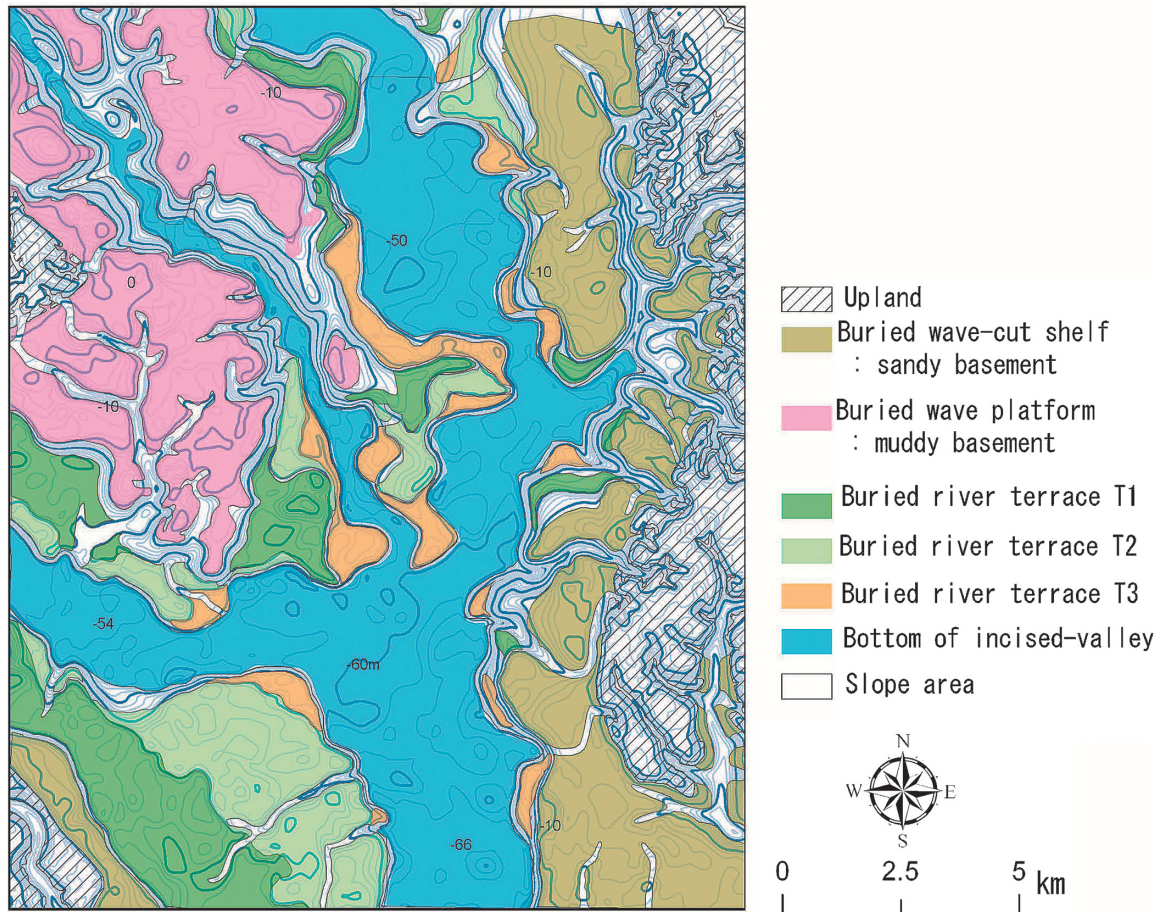 -10
-50
-10
0
-10
-54
-60m
-10
-66
Upland
Buried wave-cut shelf
: sandy basement
Buried wave platform
: muddy basement
Buried river terrace T1
Buried river terrace T2
Buried river terrace T3
Bottom of incised-valley
Slope area
N
W E
S
0 2.5 5 km